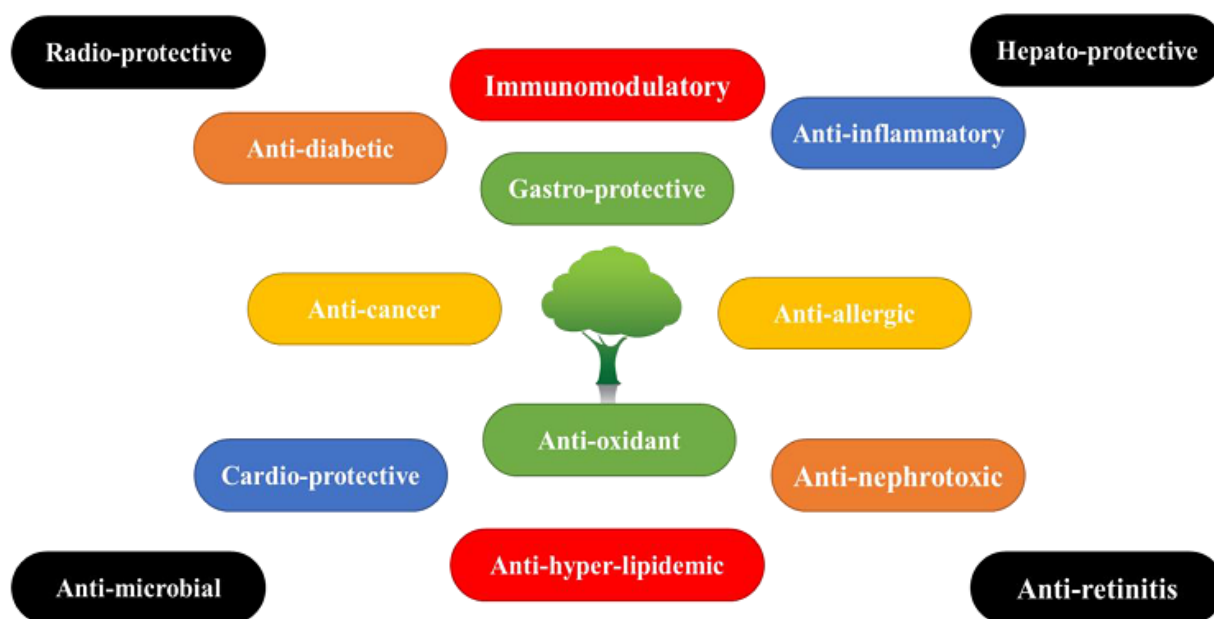 Radio-protective
Hepato-protective
Immunomodulatory
Anti-diabetic
Anti-inflammatory
Gastro-protective
Anti-cancer
Anti-allergic
Anti-oxidant
Cardio-protective
Anti-nephrotoxic
Anti-hyper-lipidemic
Anti-microbial
Anti-retinitis